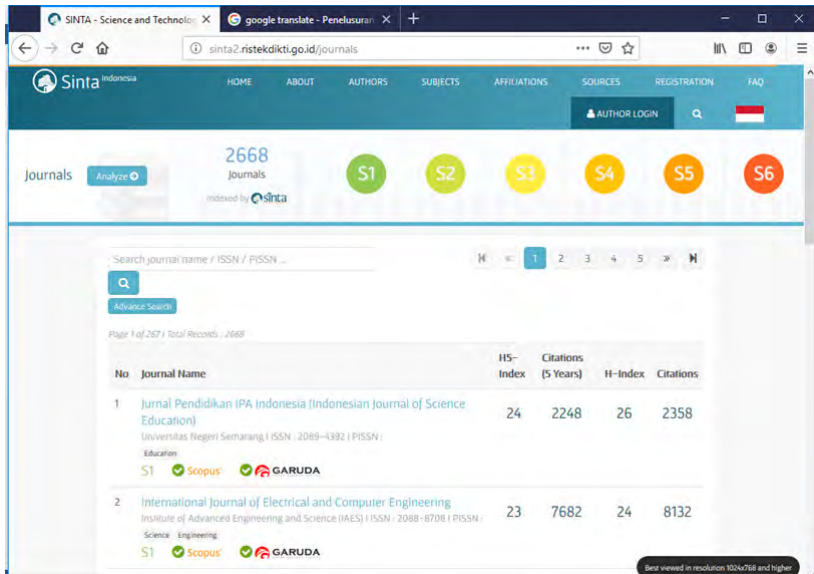 SINTA - Science and Technolog
google translate - Penelusuran
sinta2.ristekdikti.go.id/journals
Sinta Indonesia
HOME ABOUT AUTHORS SUBJECTS AFFILIATIONS SOURCES REGISTRATION FAQ
AUTHOR LOGIN
Journals Analyze
2668
Journals
indexed by sinta
S1 S2 S3 S4 S5 S6
Search journal name / ISSN / PISSN ...
1 2 3 4 5
Advance Search
Page 1 of 267 | Total Records : 2668
No Journal Name H5-Index Citations (5 Years) H-Index Citations
1 Jurnal Pendidikan IPA Indonesia (Indonesian Journal of Science
Education) 24 2248 26 2358
Universitas Negeri Semarang | ISSN : 2089-4392 | PISSN :
Education
S1 Scopus GARUDA
2 International Journal of Electrical and Computer Engineering 23 7682 24 8132
Institute of Advanced Engineering and Science (IAES) | ISSN : 2088-8708 | PISSN :
Science Engineering
S1 Scopus GARUDA
Best viewed in resolution 1024x768 and higher